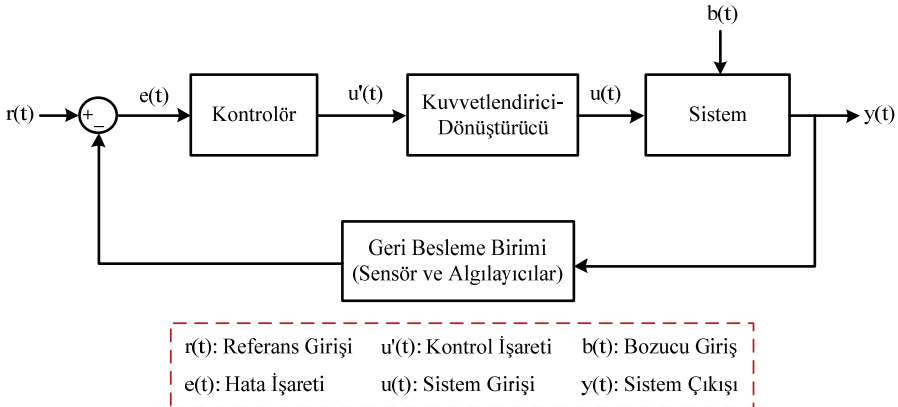 b(t)
r(t)
+
–
e(t)
Kontrolör
u'(t)
Kuvvetlendirici-
Dönüştürücü
u(t)
Sistem
y(t)
Geri Besleme Birimi
(Sensör ve Algılayıcılar)
r(t): Referans Girişi u'(t): Kontrol İşareti b(t): Bozucu Giriş
e(t): Hata İşareti u(t): Sistem Girişi y(t): Sistem Çıkışı